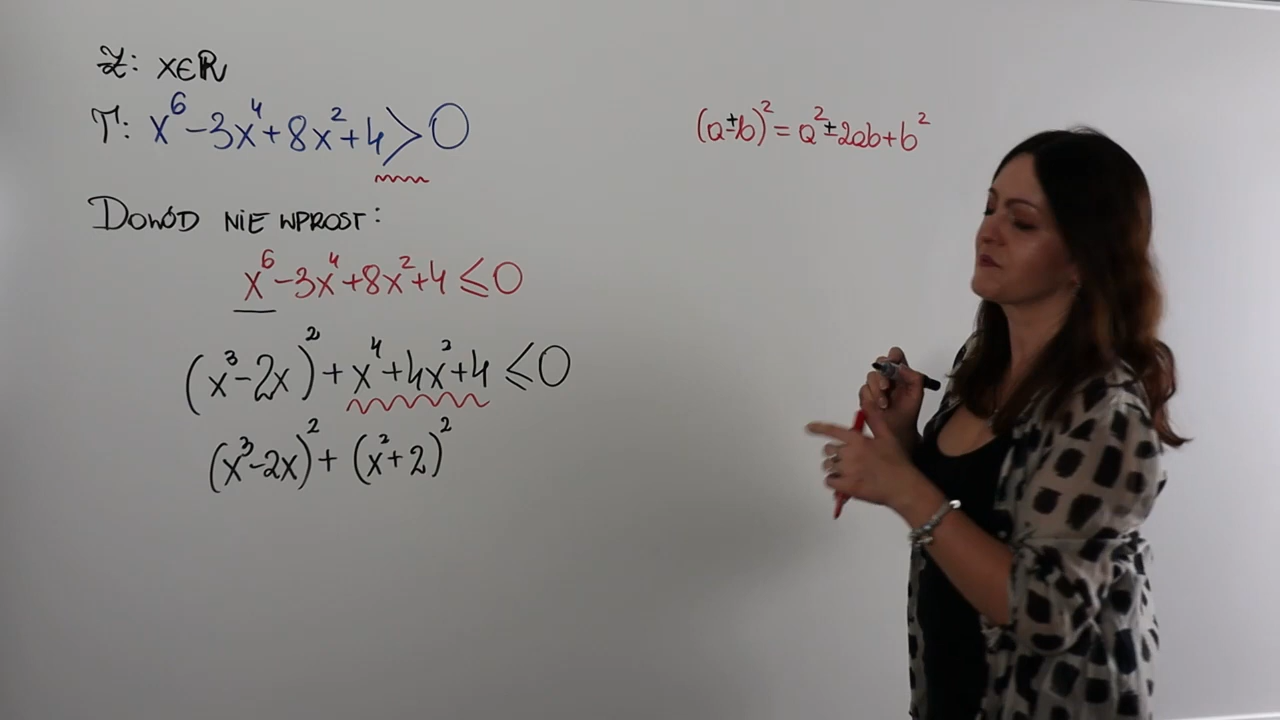 Z: x∈ℝ
T: x⁶-3x⁴+8x²+4>0
(a±b)²=a²±2ab+b²
DOWÓD NIE WPROST:
x⁶-3x⁴+8x²+4≤0
(x³-2x)²+x⁴+4x²+4≤0
(x³-2x)²+(x²+2)²